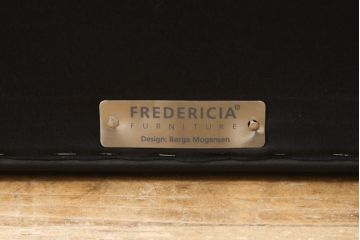 FREDERICIA®
FURNITURE
Design: Børge Mogensen